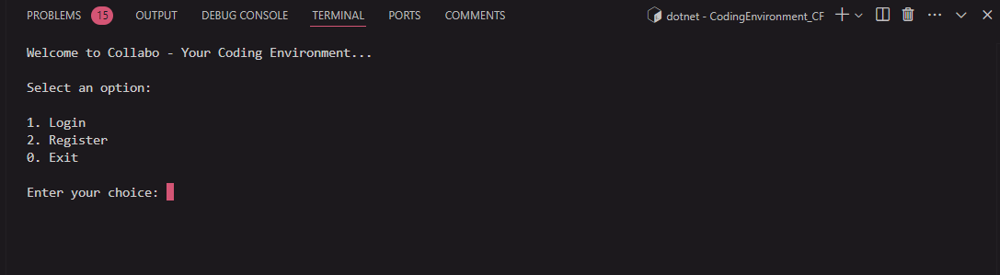 PROBLEMS 15 OUTPUT DEBUG CONSOLE TERMINAL PORTS COMMENTS dotnet - CodingEnvironment_CF
Welcome to Collabo - Your Coding Environment...
Select an option:
1. Login
2. Register
0. Exit
Enter your choice: